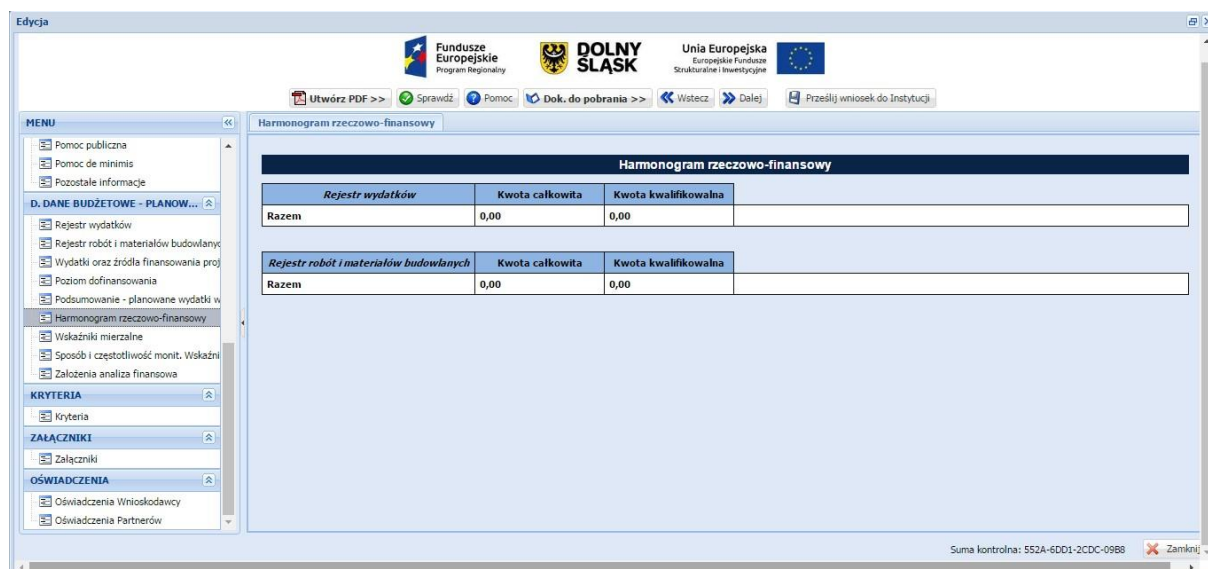 Edycja
Fundusze
Europejskie
Program Regionalny
DOLNY
ŚLĄSK
Unia Europejska
Europejskie Fundusze
Strukturalne i Inwestycyjne
Utwórz PDF >> Sprawdź Pomoc Dok. do pobrania >> Wstecz Dalej Prześlij wniosek do Instytucji
MENU
Pomoc publiczna
Pomoc de minimis
Pozostałe informacje
D. DANE BUDŻETOWE - PLANOW...
Rejestr wydatków
Rejestr robót i materiałów budowlanyc
Wydatki oraz źródła finansowania proj
Poziom dofinansowania
Podsumowanie - planowane wydatki w
Harmonogram rzeczowo-finansowy
Wskaźniki mierzalne
Sposób i częstotliwość monit. Wskaźni
Założenia analiza finansowa
KRYTERIA
Kryteria
ZAŁĄCZNIKI
Załączniki
OŚWIADCZENIA
Oświadczenia Wnioskodawcy
Oświadczenia Partnerów
Harmonogram rzeczowo-finansowy
Harmonogram rzeczowo-finansowy
Rejestr wydatków Kwota całkowita Kwota kwalifikowalna
Razem 0,00 0,00
Rejestr robót i materiałów budowlanych Kwota całkowita Kwota kwalifikowalna
Razem 0,00 0,00
Suma kontrolna: 552A-6DD1-2CDC-09B8 Zamknij